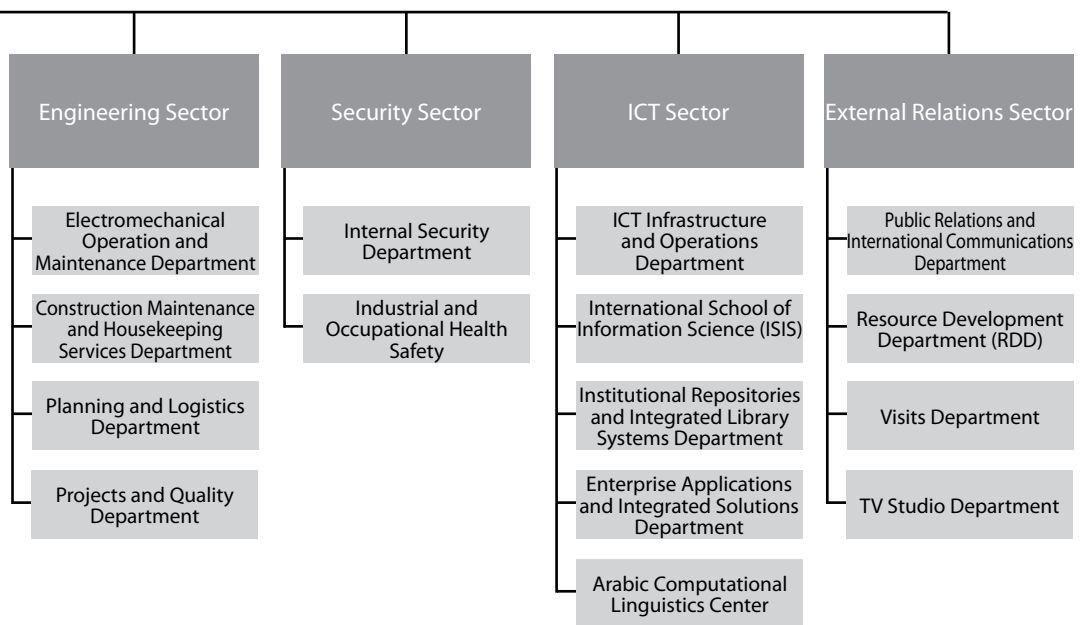 Engineering Sector
Electromechanical
Operation and
Maintenance Department
Construction Maintenance
and Housekeeping
Services Department
Planning and Logistics
Department
Projects and Quality
Department
Security Sector
Internal Security
Department
Industrial and
Occupational Health
Safety
ICT Sector
ICT Infrastructure
and Operations
Department
International School of
Information Science (ISIS)
Institutional Repositories
and Integrated Library
Systems Department
Enterprise Applications
and Integrated Solutions
Department
Arabic Computational
Linguistics Center
External Relations Sector
Public Relations and
International Communications
Department
Resource Development
Department (RDD)
Visits Department
TV Studio Department